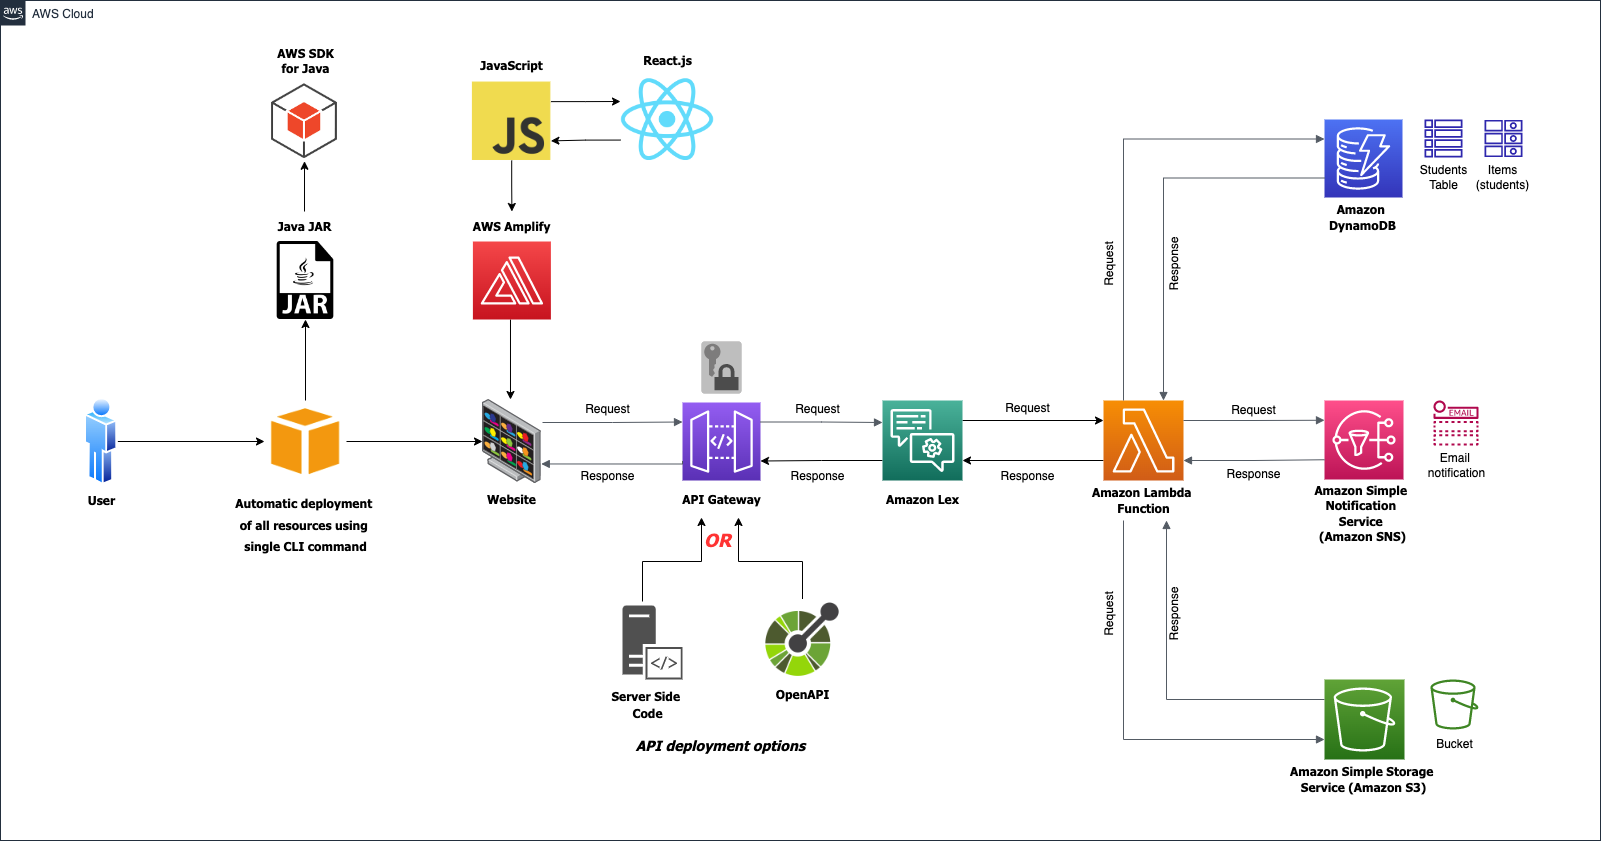 aws
AWS Cloud
AWS SDK
for Java
JavaScript
React.js
JS
Java JAR
JAR
AWS Amplify
Students
Table
Items
(students)
Amazon
DynamoDB
Request
Response
User
Automatic deployment
of all resources using
single CLI command
Website
Request
Response
</>
API Gateway
Request
Response
Amazon Lex
Request
Response
Amazon Lambda
Function
Request
Response
Amazon Simple
Notification
Service
(Amazon SNS)
EMAIL
Email
notification
OR
</>
Server Side
Code
OpenAPI
API deployment options
Request
Response
Amazon Simple Storage
Service (Amazon S3)
Bucket